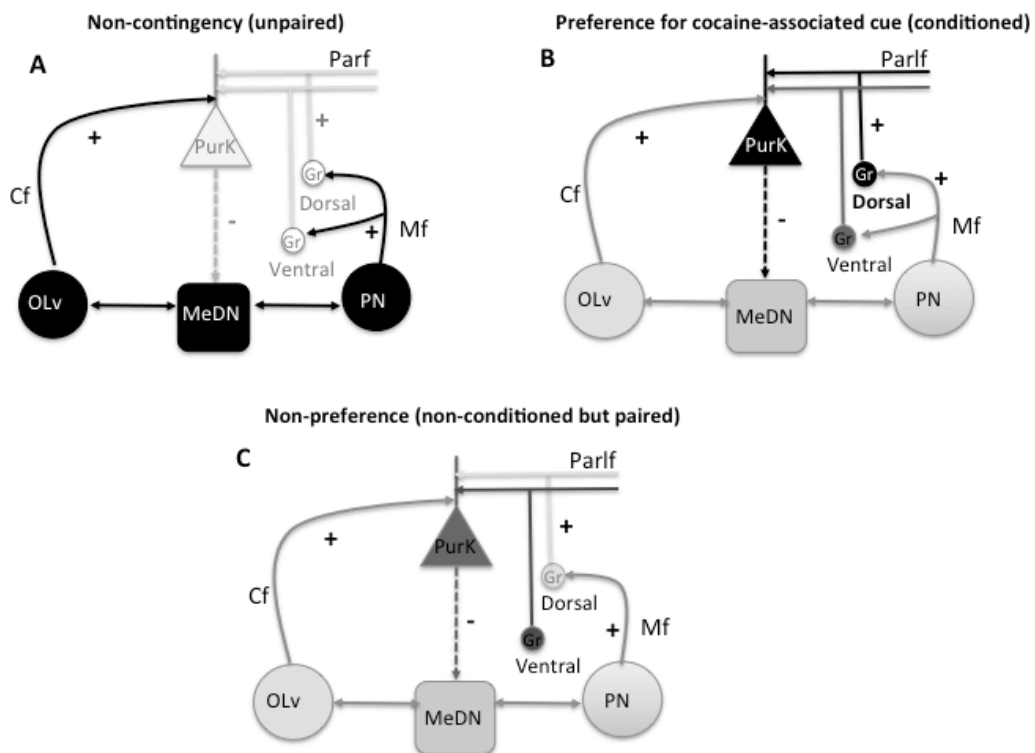 Non-contingency (unpaired)
A
Parf
+
+
PurK
Gr
Dorsal
Cf
-
+
Mf
Gr
Ventral
OLv
MeDN
PN
Preference for cocaine-associated cue (conditioned)
B
Parlf
+
+
PurK
Gr
+
Dorsal
Cf
-
Mf
Gr
Ventral
OLv
MeDN
PN
Non-preference (non-conditioned but paired)
C
Parlf
+
+
PurK
Gr
Dorsal
Cf
-
+
Mf
Gr
Ventral
OLv
MeDN
PN